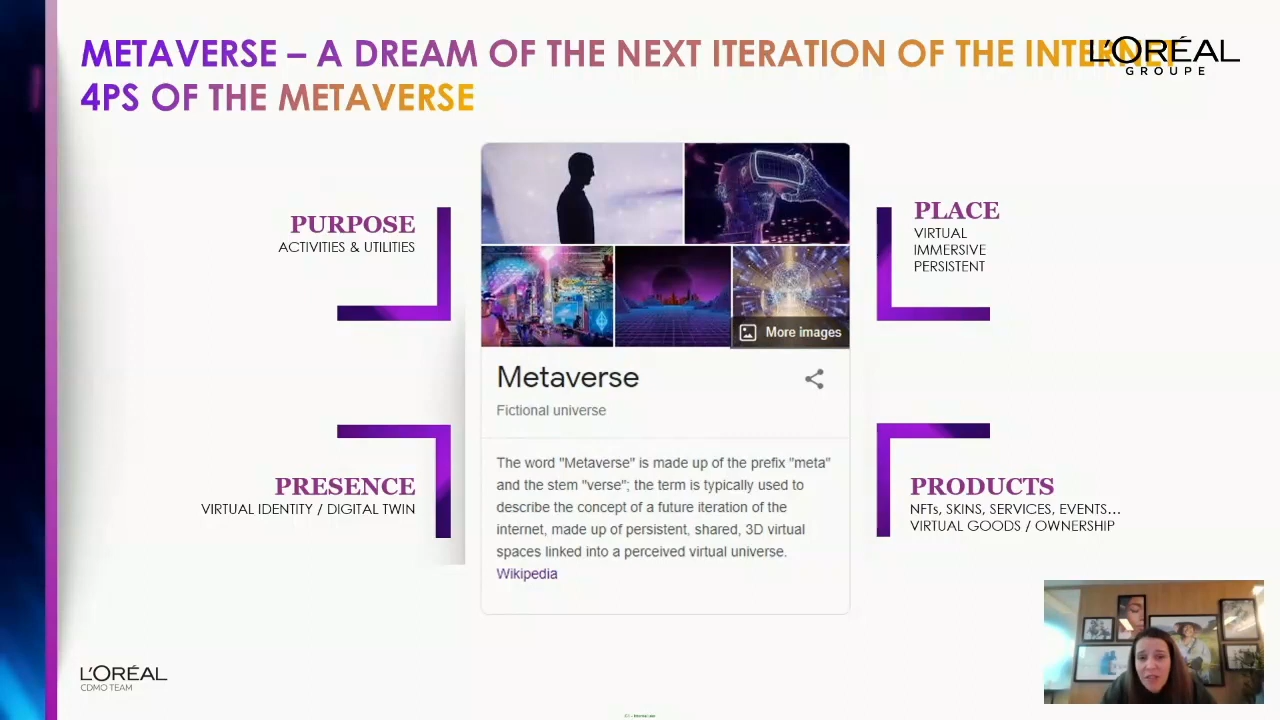 METAVERSE – A DREAM OF THE NEXT ITERATION OF THE INTERNET
4PS OF THE METAVERSE
L'ORÉAL
GROUPE
PURPOSE
ACTIVITIES & UTILITIES
PLACE
VIRTUAL
IMMERSIVE
PERSISTENT
More images
Metaverse
Fictional universe
The word "Metaverse" is made up of the prefix "meta"
and the stem "verse"; the term is typically used to
describe the concept of a future iteration of the
internet, made up of persistent, shared, 3D virtual
spaces linked into a perceived virtual universe.
Wikipedia
PRESENCE
VIRTUAL IDENTITY / DIGITAL TWIN
PRODUCTS
NFTs, SKINS, SERVICES, EVENTS...
VIRTUAL GOODS / OWNERSHIP
L'ORÉAL
CDMO TEAM